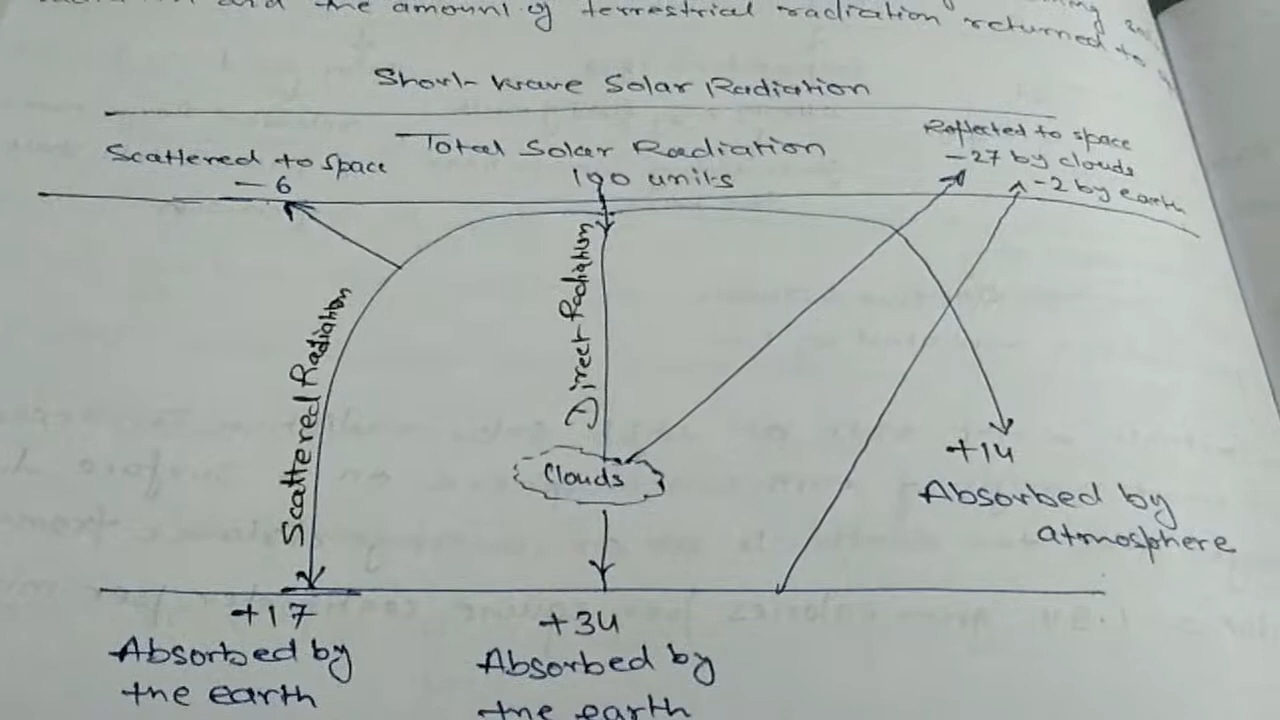 and the amount of terrestrial radiation returned to
Short-wave Solar Radiation
Scattered to space
-6
Total Solar Radiation
100 units
Reflected to space
-27 by clouds
-2 by earth
Scattered Radiation
Direct Radiation
Clouds
+14
Absorbed by
atmosphere
+17
Absorbed by
the earth
+34
Absorbed by
the earth